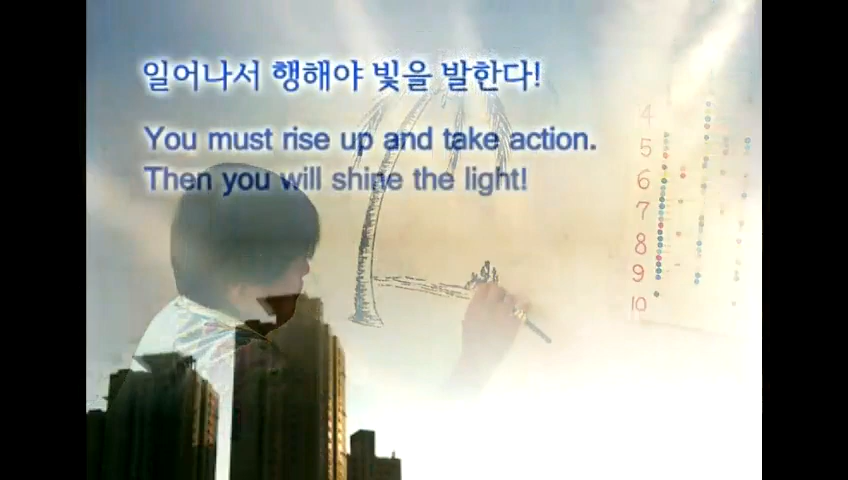 일어나서 행해야 빛을 발한다!
You must rise up and take action.
Then you will shine the light!
4
5
6
7
8
9
10